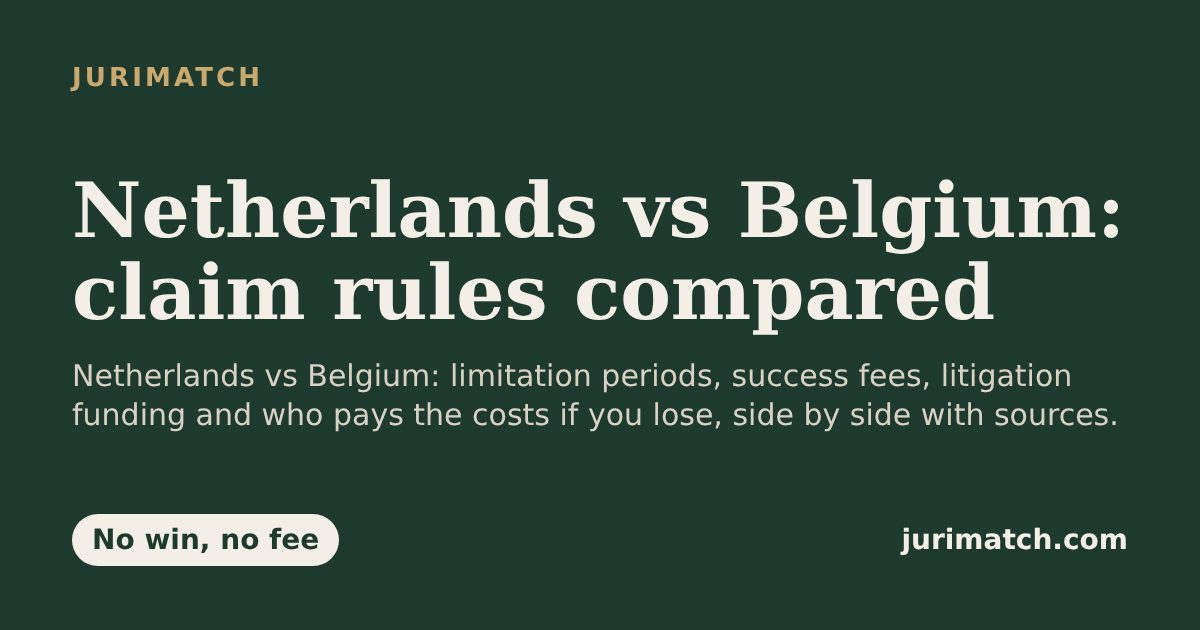 JURIMATCH
Netherlands vs Belgium:
claim rules compared
Netherlands vs Belgium: limitation periods, success fees, litigation
funding and who pays the costs if you lose, side by side with sources.
No win, no fee
jurimatch.com